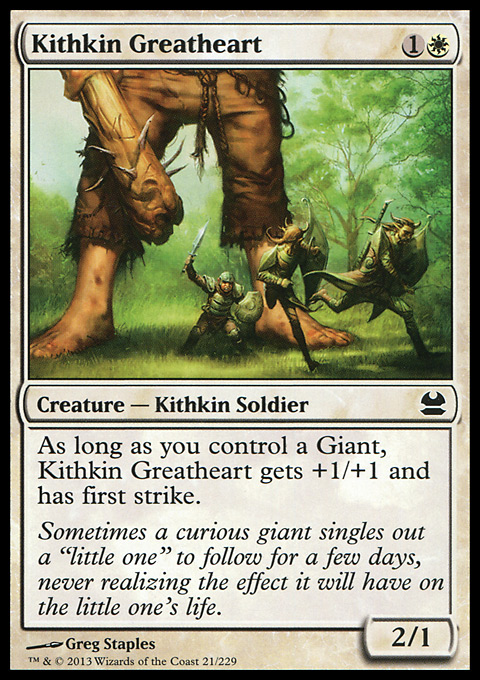 Kithkin Greatheart 1
Creature — Kithkin Soldier
As long as you control a Giant,
Kithkin Greatheart gets +1/+1 and
has first strike.
Sometimes a curious giant singles out
a “little one” to follow for a few days,
never realizing the effect it will have on
the little one’s life.
Greg Staples
2/1
™ & © 2013 Wizards of the Coast 21/229